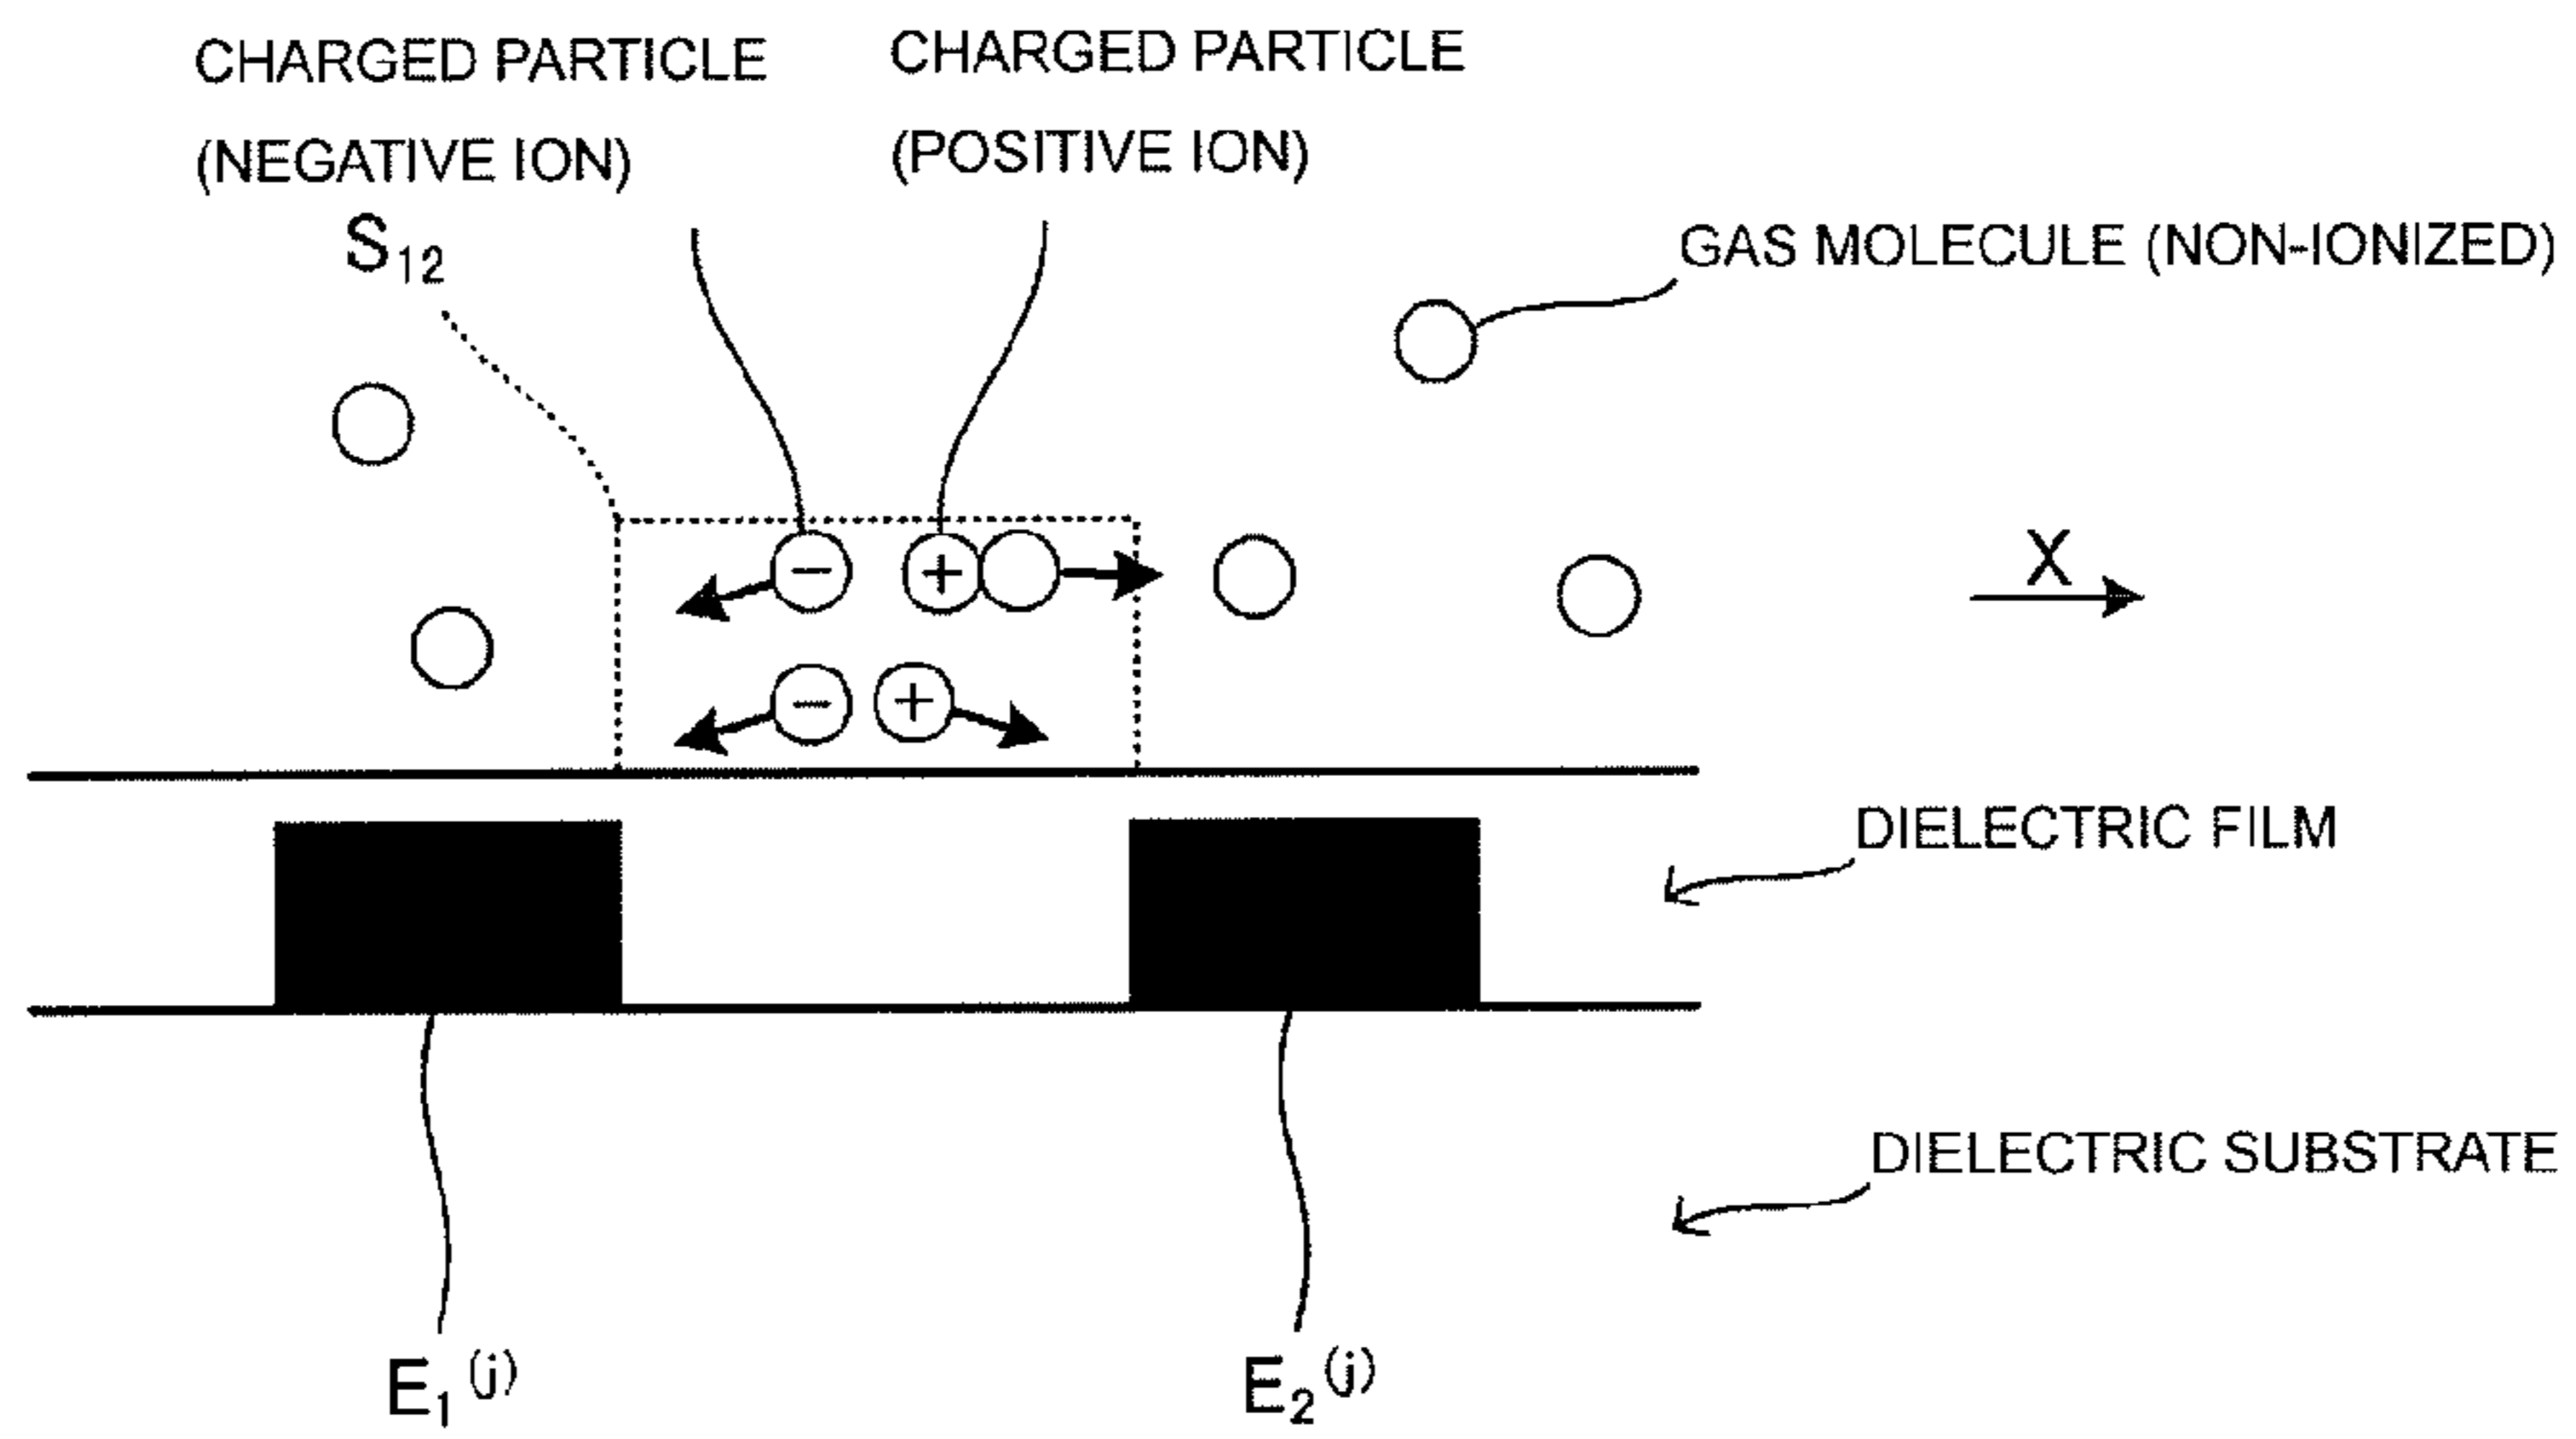 CHARGED PARTICLE
(NEGATIVE ION)
CHARGED PARTICLE
(POSITIVE ION)
S12
GAS MOLECULE (NON-IONIZED)
− + X
− +
DIELECTRIC FILM
DIELECTRIC SUBSTRATE
E1(j)
E2(j)